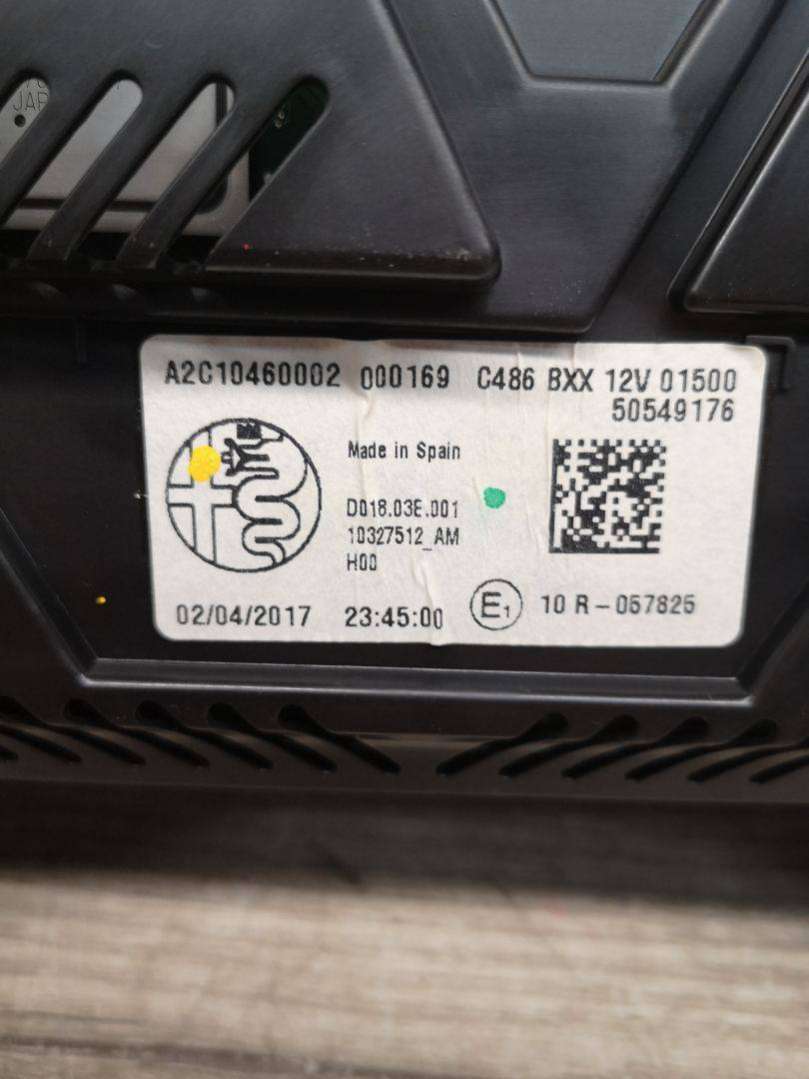 JAP
A2C10460002 000169 C486 BXX 12V 01500
50549176
Made in Spain
D018.03E.001
10327512_AM
H00
02/04/2017 23:45:00 E1 10 R-057825